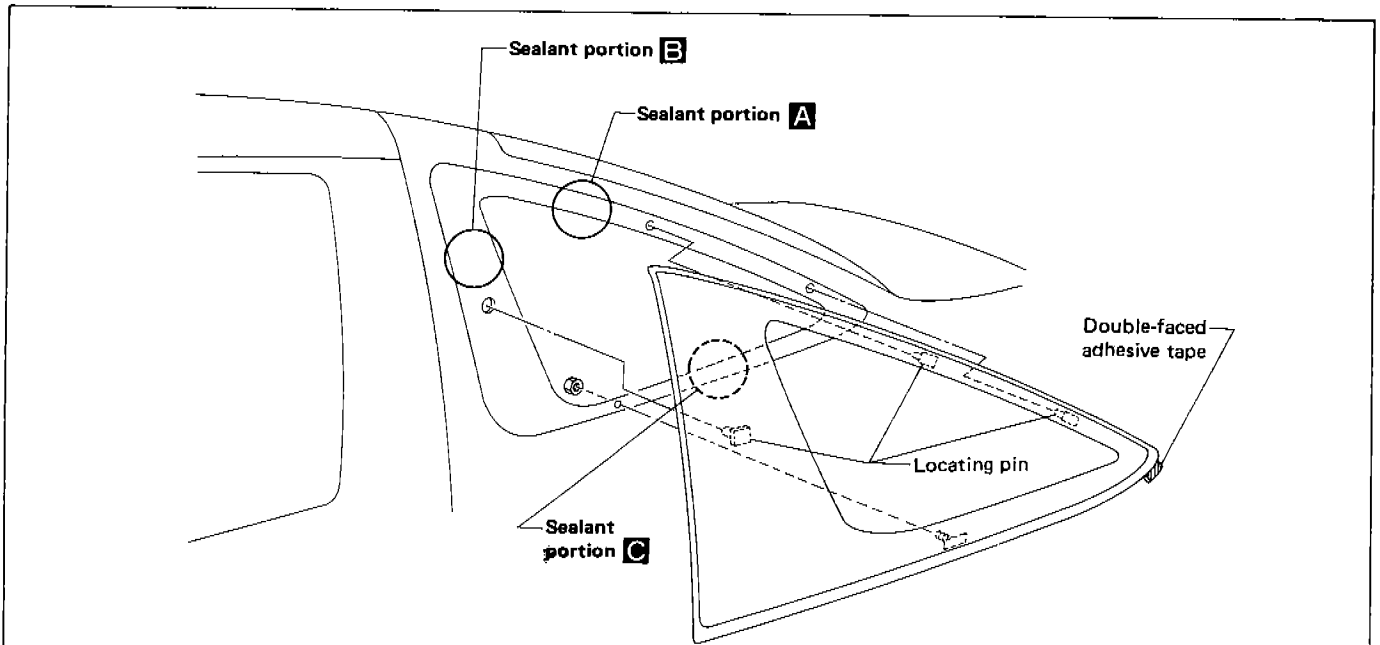 Sealant portion B
Sealant portion A
Double-faced
adhesive tape
Locating pin
Sealant
portion C